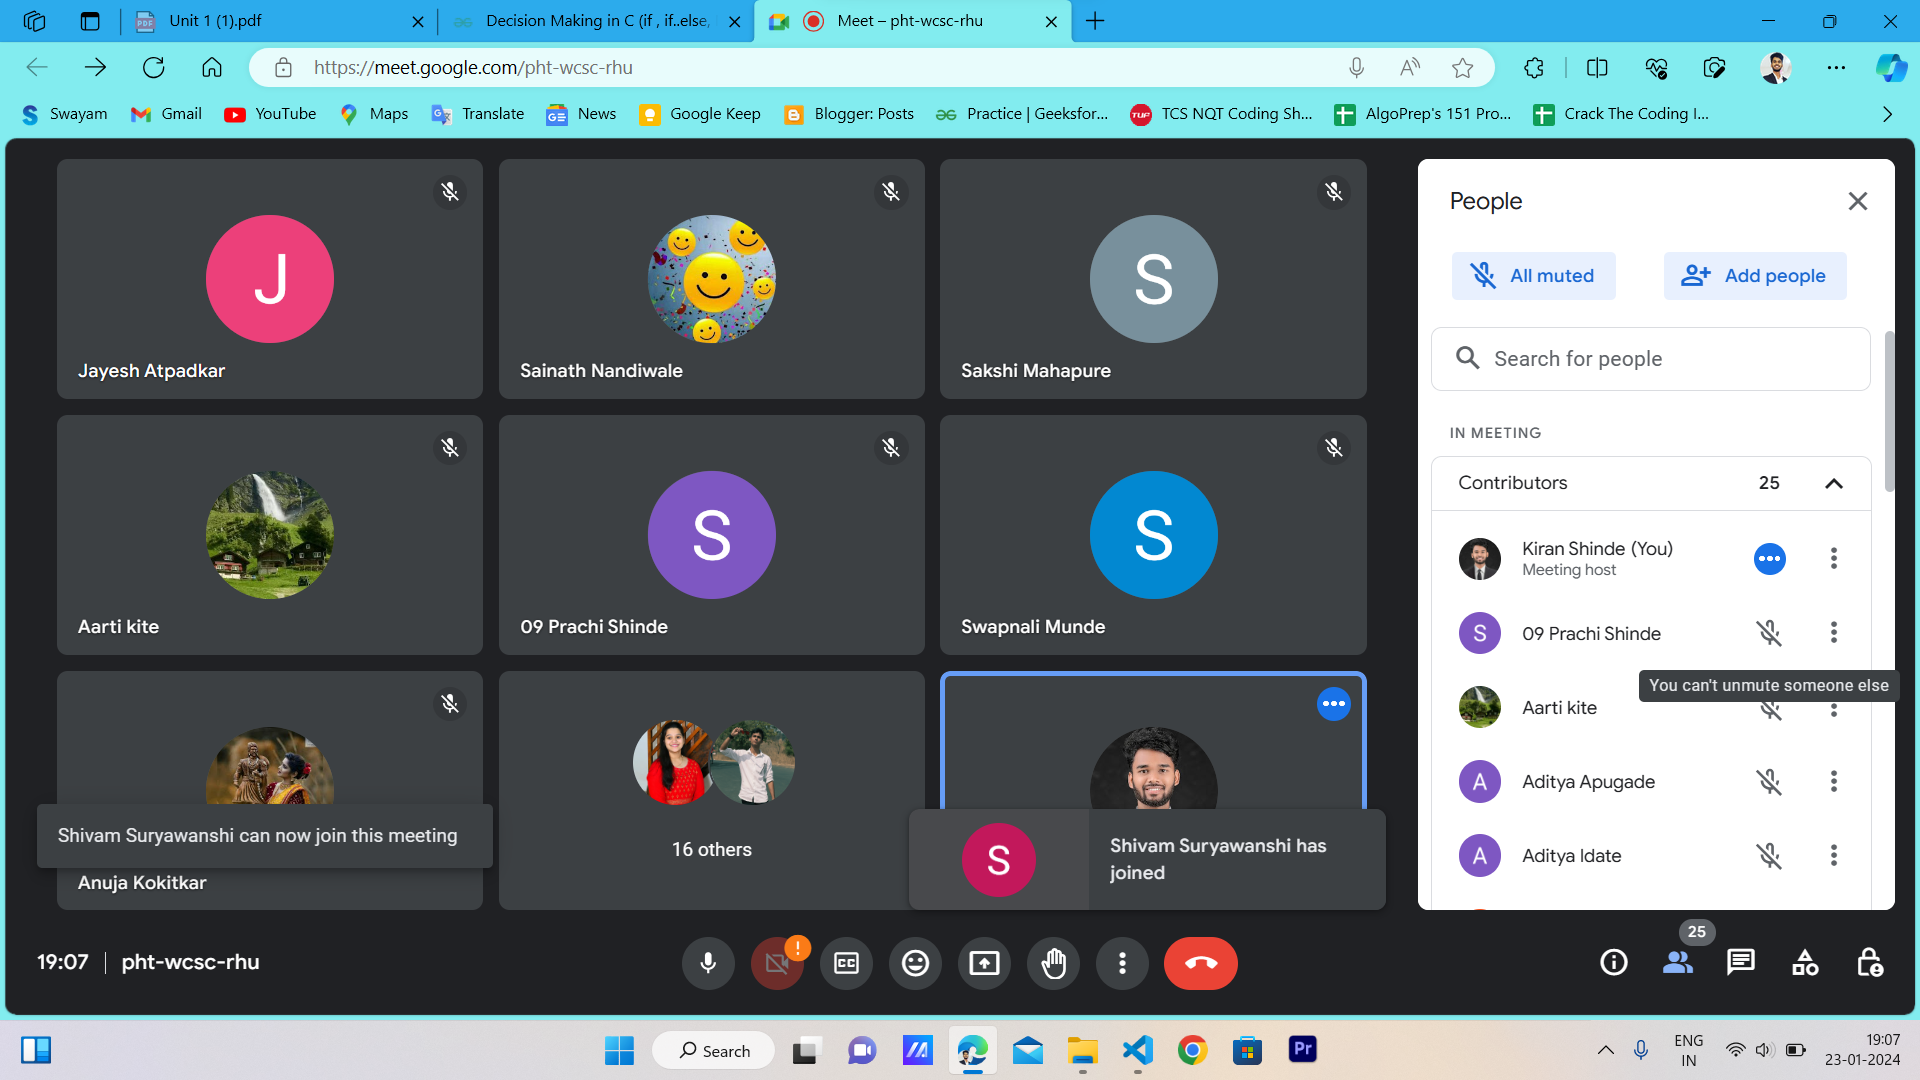 Unit 1 (1).pdf
Decision Making in C (if , if..else,
Meet – pht-wcsc-rhu
https://meet.google.com/pht-wcsc-rhu
Swayam
Gmail
YouTube
Maps
Translate
News
Google Keep
Blogger: Posts
Practice | Geeksfor...
TUP
TCS NQT Coding Sh...
AlgoPrep's 151 Pro...
Crack The Coding I...
J
Jayesh Atpadkar
Sainath Nandiwale
S
Sakshi Mahapure
Aarti kite
S
09 Prachi Shinde
S
Swapnali Munde
Shivam Suryawanshi can now join this meeting
Anuja Kokitkar
16 others
S
Shivam Suryawanshi has
joined
People
All muted
Add people
Search for people
IN MEETING
Contributors 25
Kiran Shinde (You)
Meeting host
S
09 Prachi Shinde
You can't unmute someone else
Aarti kite
A
Aditya Apugade
A
Aditya Idate
19:07
pht-wcsc-rhu
CC
25
Search
Pr
ENG
IN
19:07
23-01-2024